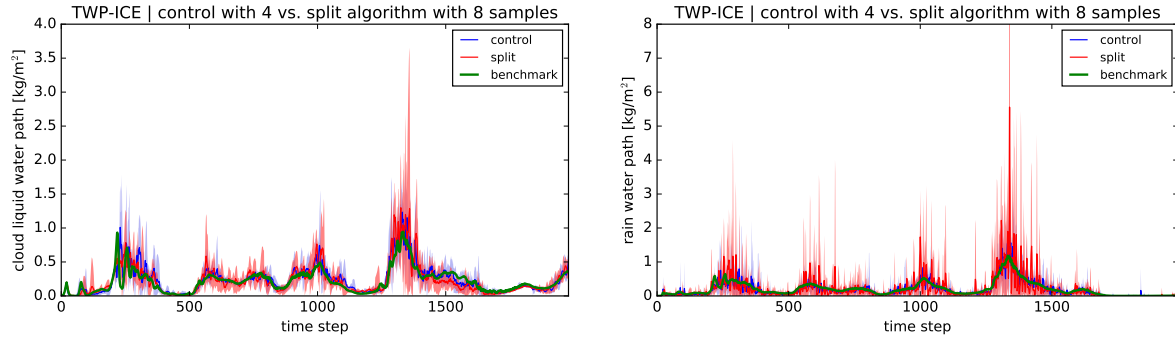 TWP-ICE | control with 4 vs. split algorithm with 8 samples
cloud liquid water path [kg/m²]
4.0
3.5
3.0
2.5
2.0
1.5
1.0
0.5
0.0
control
split
benchmark
0 500 1000 1500
time step
TWP-ICE | control with 4 vs. split algorithm with 8 samples
rain water path [kg/m²]
8
7
6
5
4
3
2
1
0
control
split
benchmark
0 500 1000 1500
time step